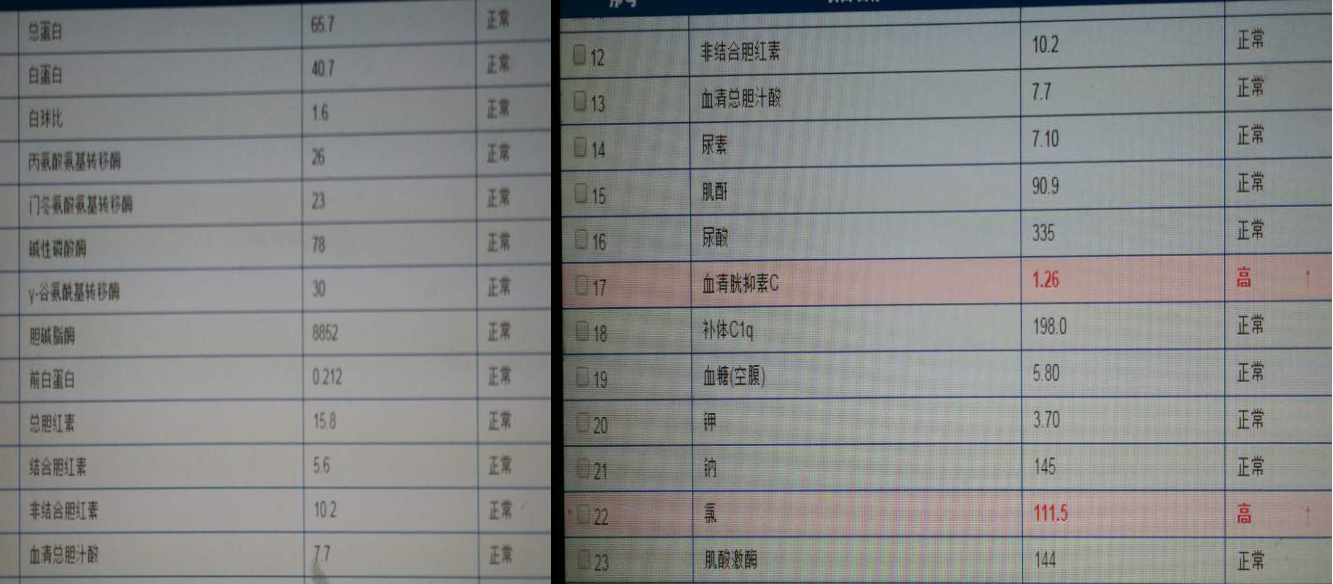 总蛋白 65.7 正常
白蛋白 40.7 正常
白球比 1.6 正常
丙氨酸氨基转移酶 26 正常
门冬氨酸氨基转移酶 23 正常
碱性磷酸酶 78 正常
γ-谷氨酰基转移酶 30 正常
胆碱脂酶 8852 正常
前白蛋白 0.212 正常
总胆红素 15.8 正常
结合胆红素 5.6 正常
非结合胆红素 10.2 正常
血清总胆汁酸 7.7 正常
12 非结合胆红素 10.2 正常
13 血清总胆汁酸 7.7 正常
14 尿素 7.10 正常
15 肌酐 90.9 正常
16 尿酸 335 正常
17 血清胱抑素C 1.26 高 ↑
18 补体C1q 198.0 正常
19 血糖(空腹) 5.80 正常
20 钾 3.70 正常
21 钠 145 正常
22 氯 111.5 高 ↑
23 肌酸激酶 144 正常